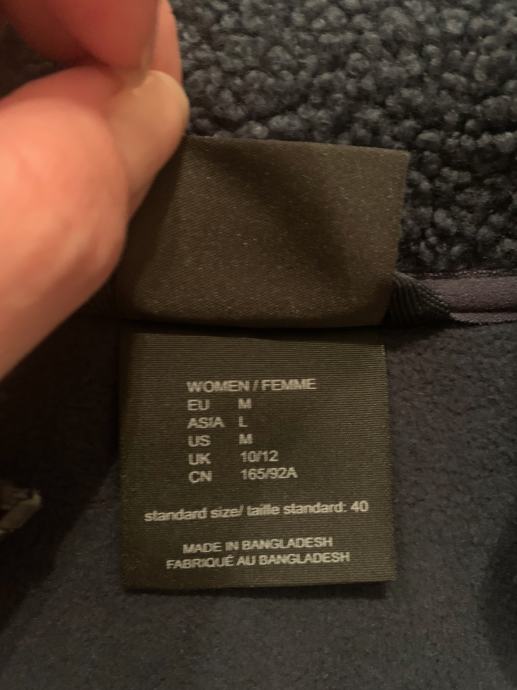 WOMEN / FEMME
EU M
ASIA L
US M
UK 10/12
CN 165/92A
standard size/ taille standard: 40
MADE IN BANGLADESH
FABRIQUÉ AU BANGLADESH